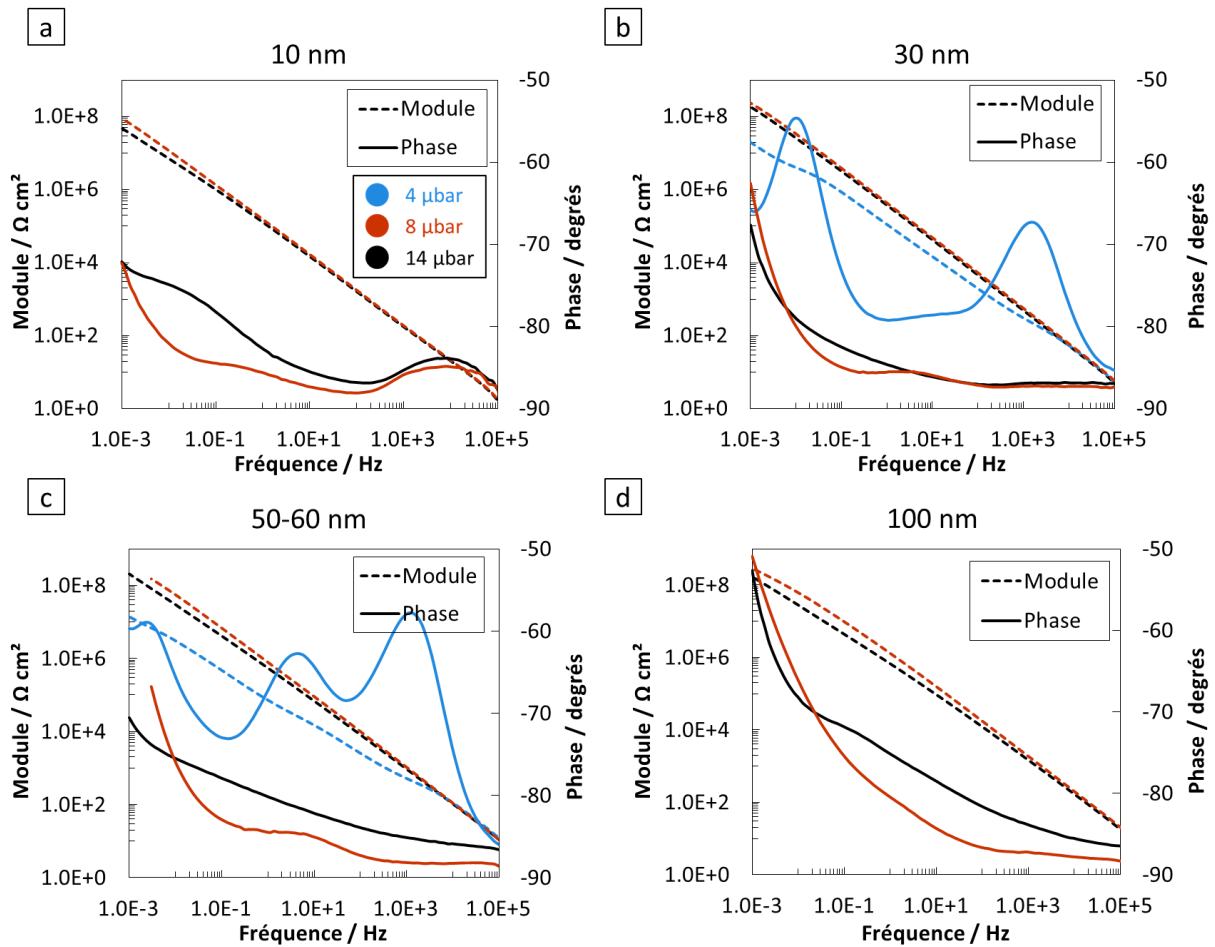 a
10 nm
Module / Ω cm²
1.0E+8
1.0E+6
1.0E+4
1.0E+2
1.0E+0
1.0E-3
1.0E-1
1.0E+1
1.0E+3
1.0E+5
Fréquence / Hz
-50
-60
-70
-80
-90
Phase / degrés
Module
Phase
4 µbar
8 µbar
14 µbar
b
30 nm
Module / Ω cm²
1.0E+8
1.0E+6
1.0E+4
1.0E+2
1.0E+0
1.0E-3
1.0E-1
1.0E+1
1.0E+3
1.0E+5
Fréquence / Hz
-50
-60
-70
-80
-90
Phase / degrés
Module
Phase
c
50-60 nm
Module / Ω cm²
1.0E+8
1.0E+6
1.0E+4
1.0E+2
1.0E+0
1.0E-3
1.0E-1
1.0E+1
1.0E+3
1.0E+5
Fréquence / Hz
-50
-60
-70
-80
-90
Phase / degrés
Module
Phase
d
100 nm
Module / Ω cm²
1.0E+8
1.0E+6
1.0E+4
1.0E+2
1.0E+0
1.0E-3
1.0E-1
1.0E+1
1.0E+3
1.0E+5
Fréquence / Hz
-50
-60
-70
-80
-90
Phase / degrés
Module
Phase